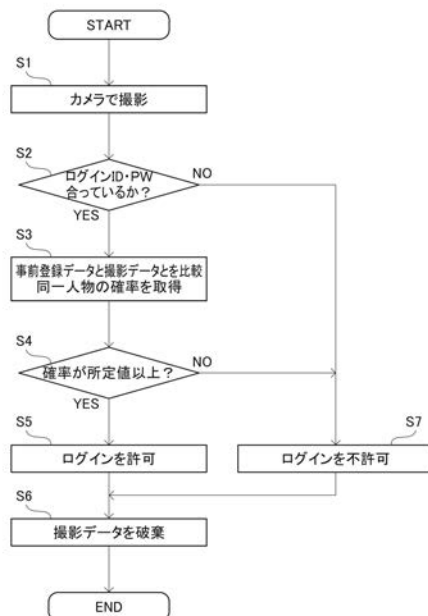 START
S1
カメラで撮影
S2
ログインID・PW
合っているか？
NO
YES
S3
事前登録データと撮影データとを比較
同一人物の確率を取得
S4
確率が所定値以上？
NO
YES
S5
ログインを許可
S7
ログインを不許可
S6
撮影データを破棄
END